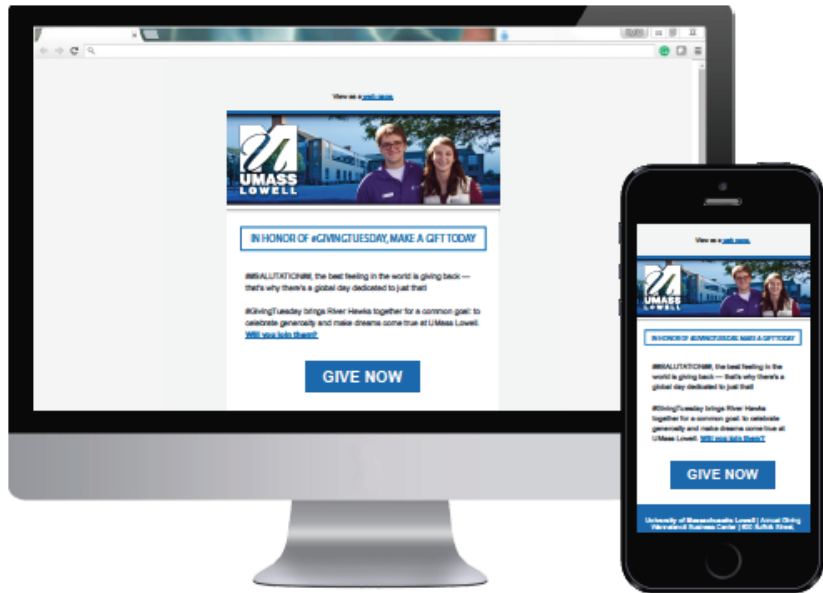 View as a web page.
UMASS
LOWELL
IN HONOR OF #GIVINGTUESDAY, MAKE A GIFT TODAY
##SALUTATION##, the best feeling in the world is giving back —
that's why there's a global day dedicated to just that!
#GivingTuesday brings River Hawks together for a common goal: to
celebrate generosity and make dreams come true at UMass Lowell.
Will you join them?
GIVE NOW
View as a web page.
UMASS
LOWELL
IN HONOR OF #GIVINGTUESDAY, MAKE A GIFT TODAY
##SALUTATION##, the best feeling in the
world is giving back — that's why there's a
global day dedicated to just that!
#GivingTuesday brings River Hawks
together for a common goal: to celebrate
generosity and make dreams come true at
UMass Lowell. Will you join them?
GIVE NOW
University of Massachusetts Lowell | Annual Giving
International Business Center | 600 Suffolk Street,